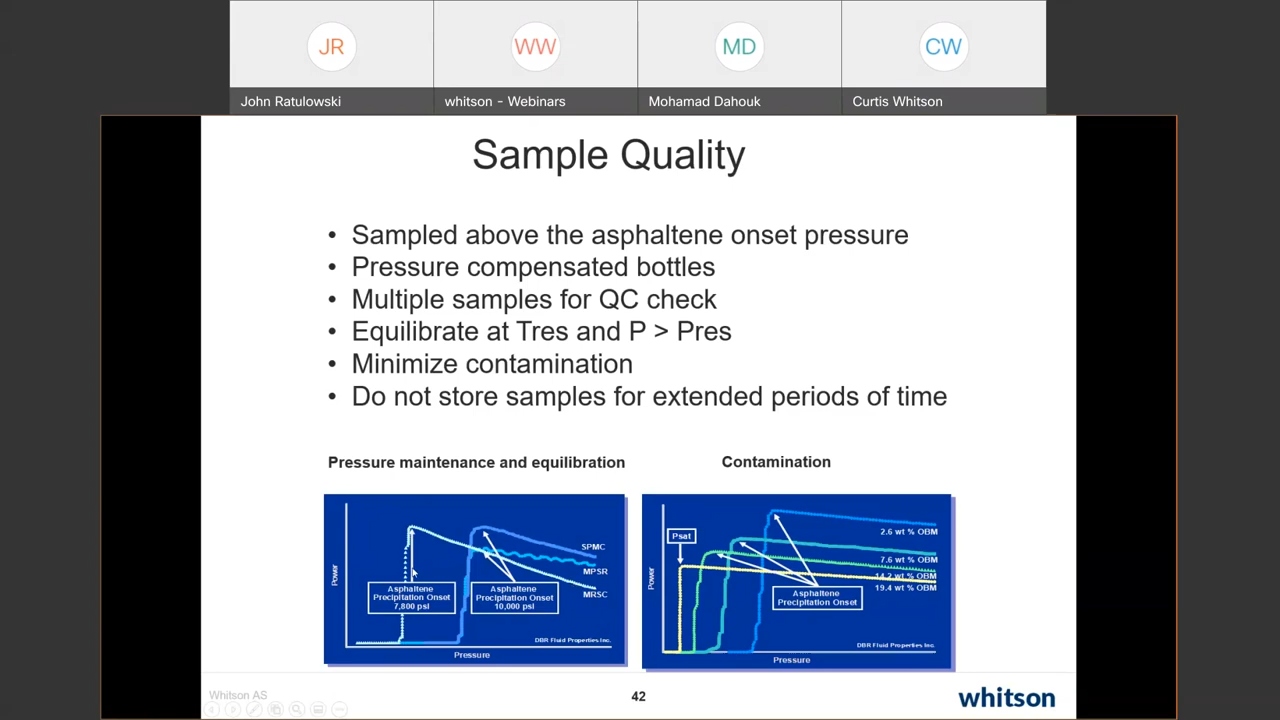 JR
WW
MD
CW
John Ratulowski
whitson - Webinars
Mohamad Dahouk
Curtis Whitson
Sample Quality
• Sampled above the asphaltene onset pressure
• Pressure compensated bottles
• Multiple samples for QC check
• Equilibrate at Tres and P > Pres
• Minimize contamination
• Do not store samples for extended periods of time
Pressure maintenance and equilibration
Power
SPMC
MPSR
MRSC
Asphaltene
Precipitation Onset
7,800 psi
Asphaltene
Precipitation Onset
10,000 psi
DBR Fluid Properties Inc.
Pressure
Contamination
Power
Psat
2.6 wt % OBM
7.6 wt % OBM
14.2 wt % OBM
19.4 wt % OBM
Asphaltene
Precipitation Onset
DBR Fluid Properties Inc.
Pressure
Whitson AS
42
whitson